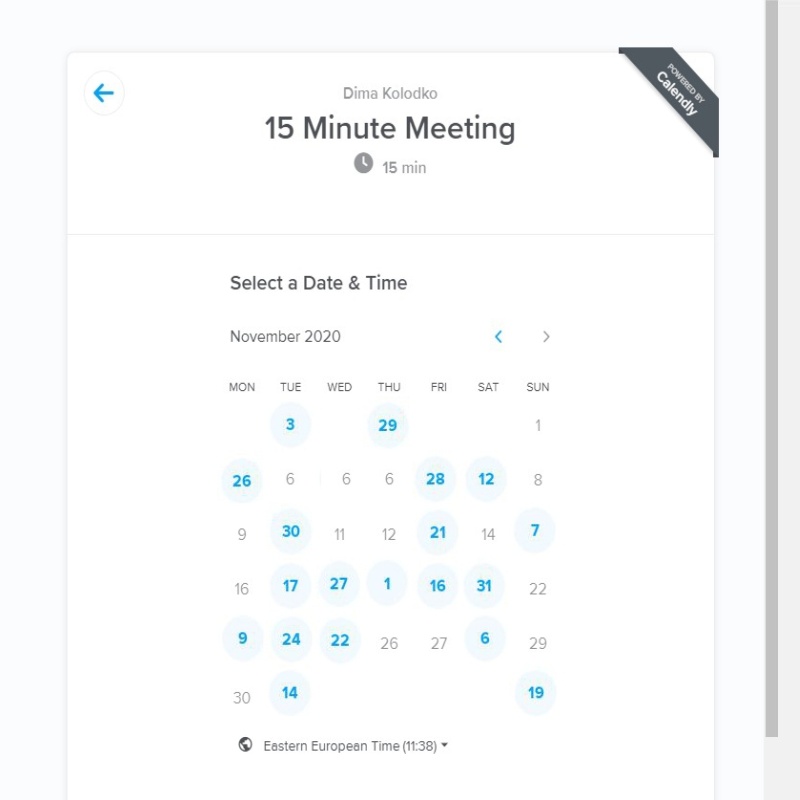 POWERED BY
Calendly
Dima Kolodko
15 Minute Meeting
15 min
Select a Date & Time
November 2020
MON TUE WED THU FRI SAT SUN
3 29 1
26 6 6 6 28 12 8
9 30 11 12 21 14 7
16 17 27 1 16 31 22
9 24 22 26 27 6 29
30 14 19
Eastern European Time (11:38)